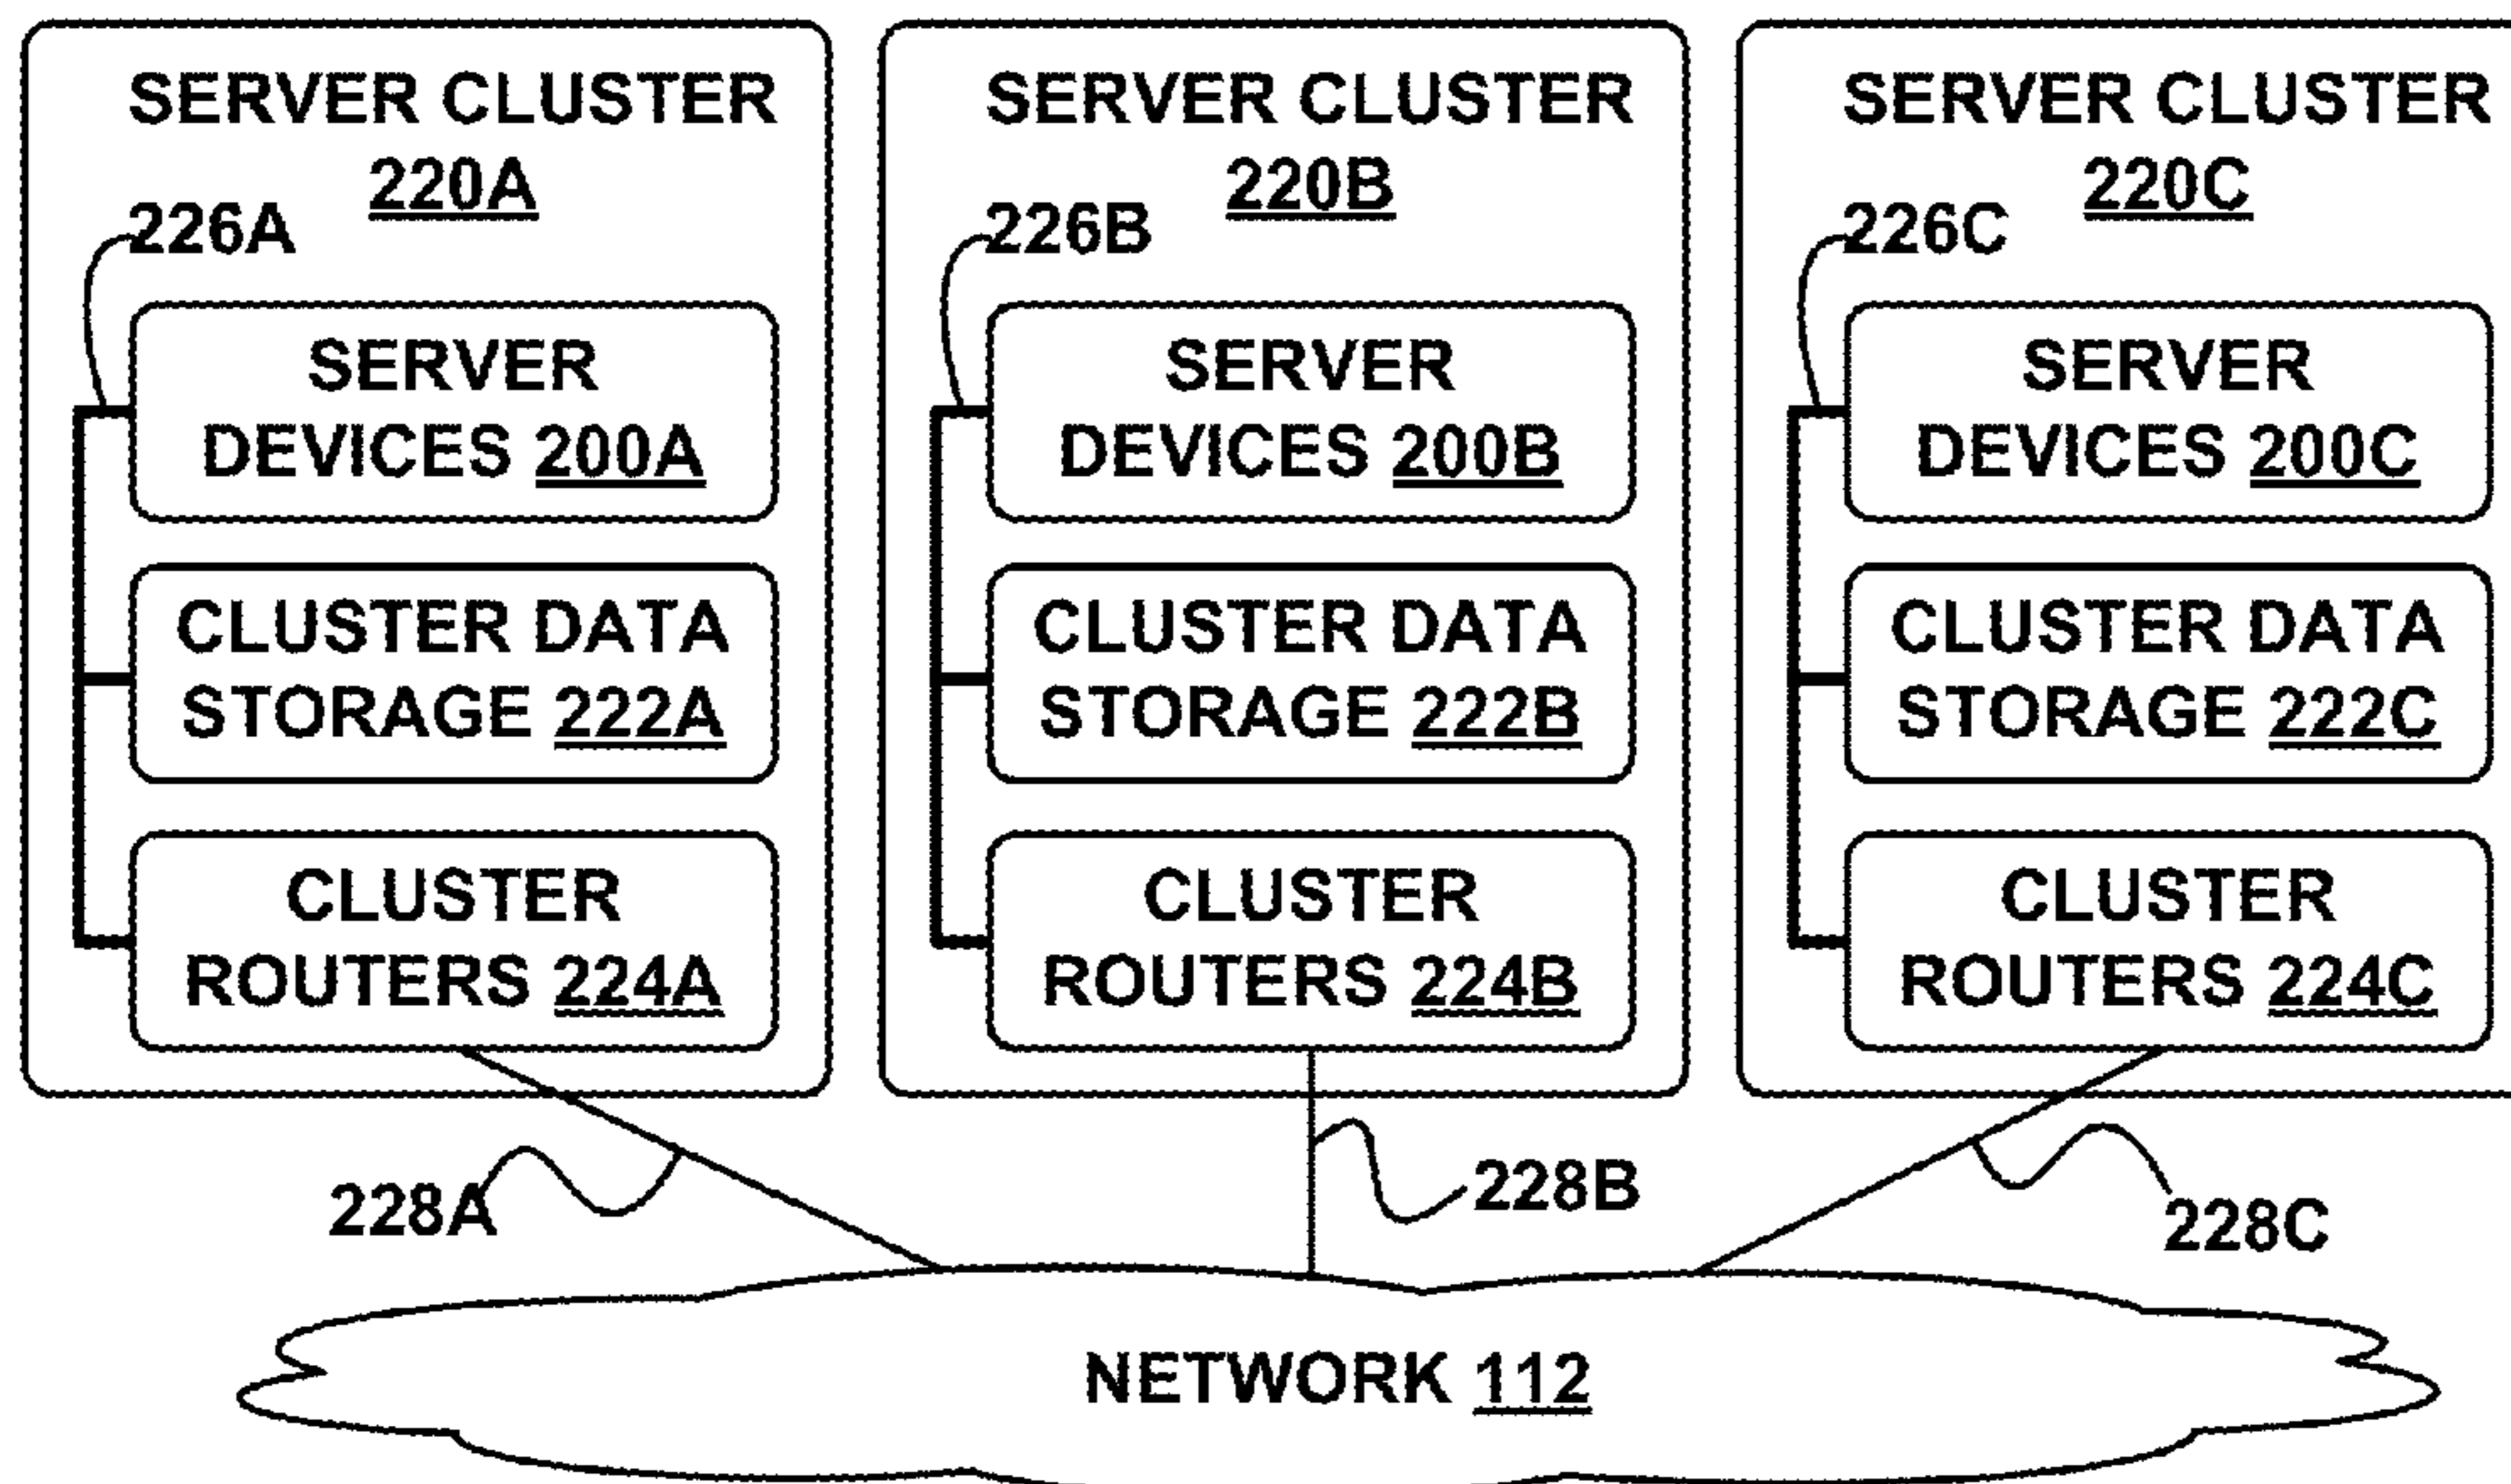 SERVER CLUSTER
220A
226A
SERVER
DEVICES 200A
CLUSTER DATA
STORAGE 222A
CLUSTER
ROUTERS 224A
SERVER CLUSTER
220B
226B
SERVER
DEVICES 200B
CLUSTER DATA
STORAGE 222B
CLUSTER
ROUTERS 224B
SERVER CLUSTER
220C
226C
SERVER
DEVICES 200C
CLUSTER DATA
STORAGE 222C
CLUSTER
ROUTERS 224C
228A
228B
228C
NETWORK 112